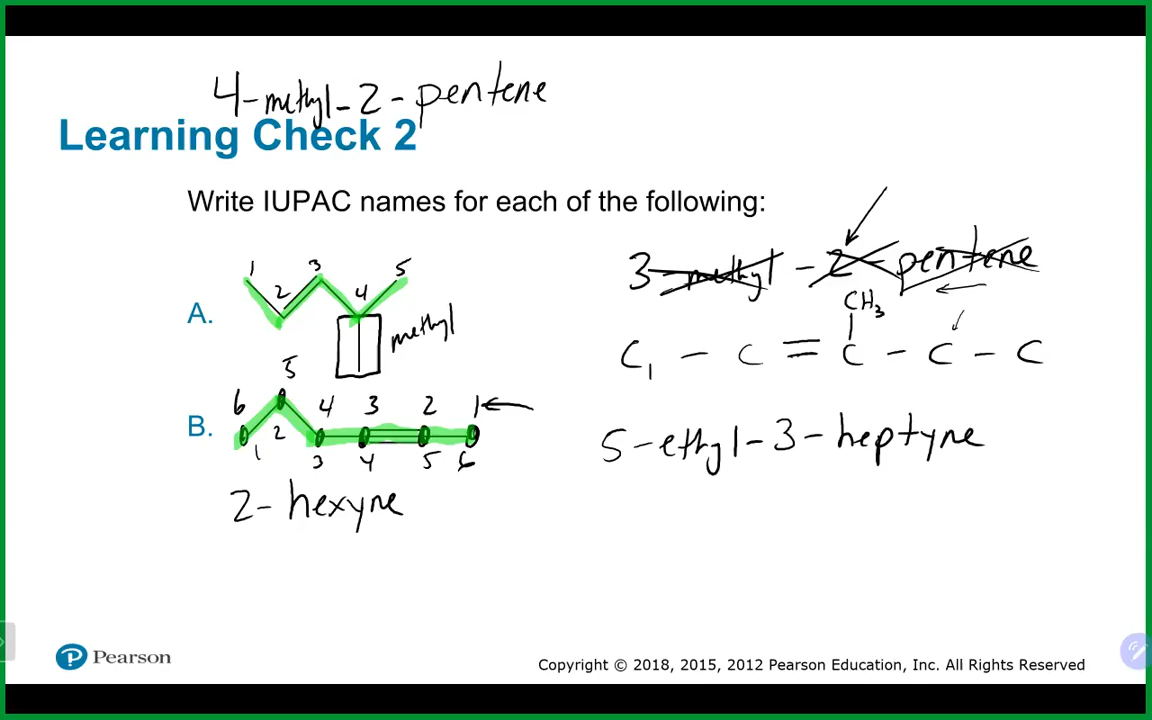 4-methyl-2-pentene
Learning Check 2
Write IUPAC names for each of the following:
3-methyl-2-pentene
1 2 3 4 5
A.
methyl
CH3
C1 - C = C - C - C
6 5 4 3 2 1
B.
1 2 3 4 5 6
5-ethyl-3-heptyne
2-hexyne
Pearson
Copyright © 2018, 2015, 2012 Pearson Education, Inc. All Rights Reserved